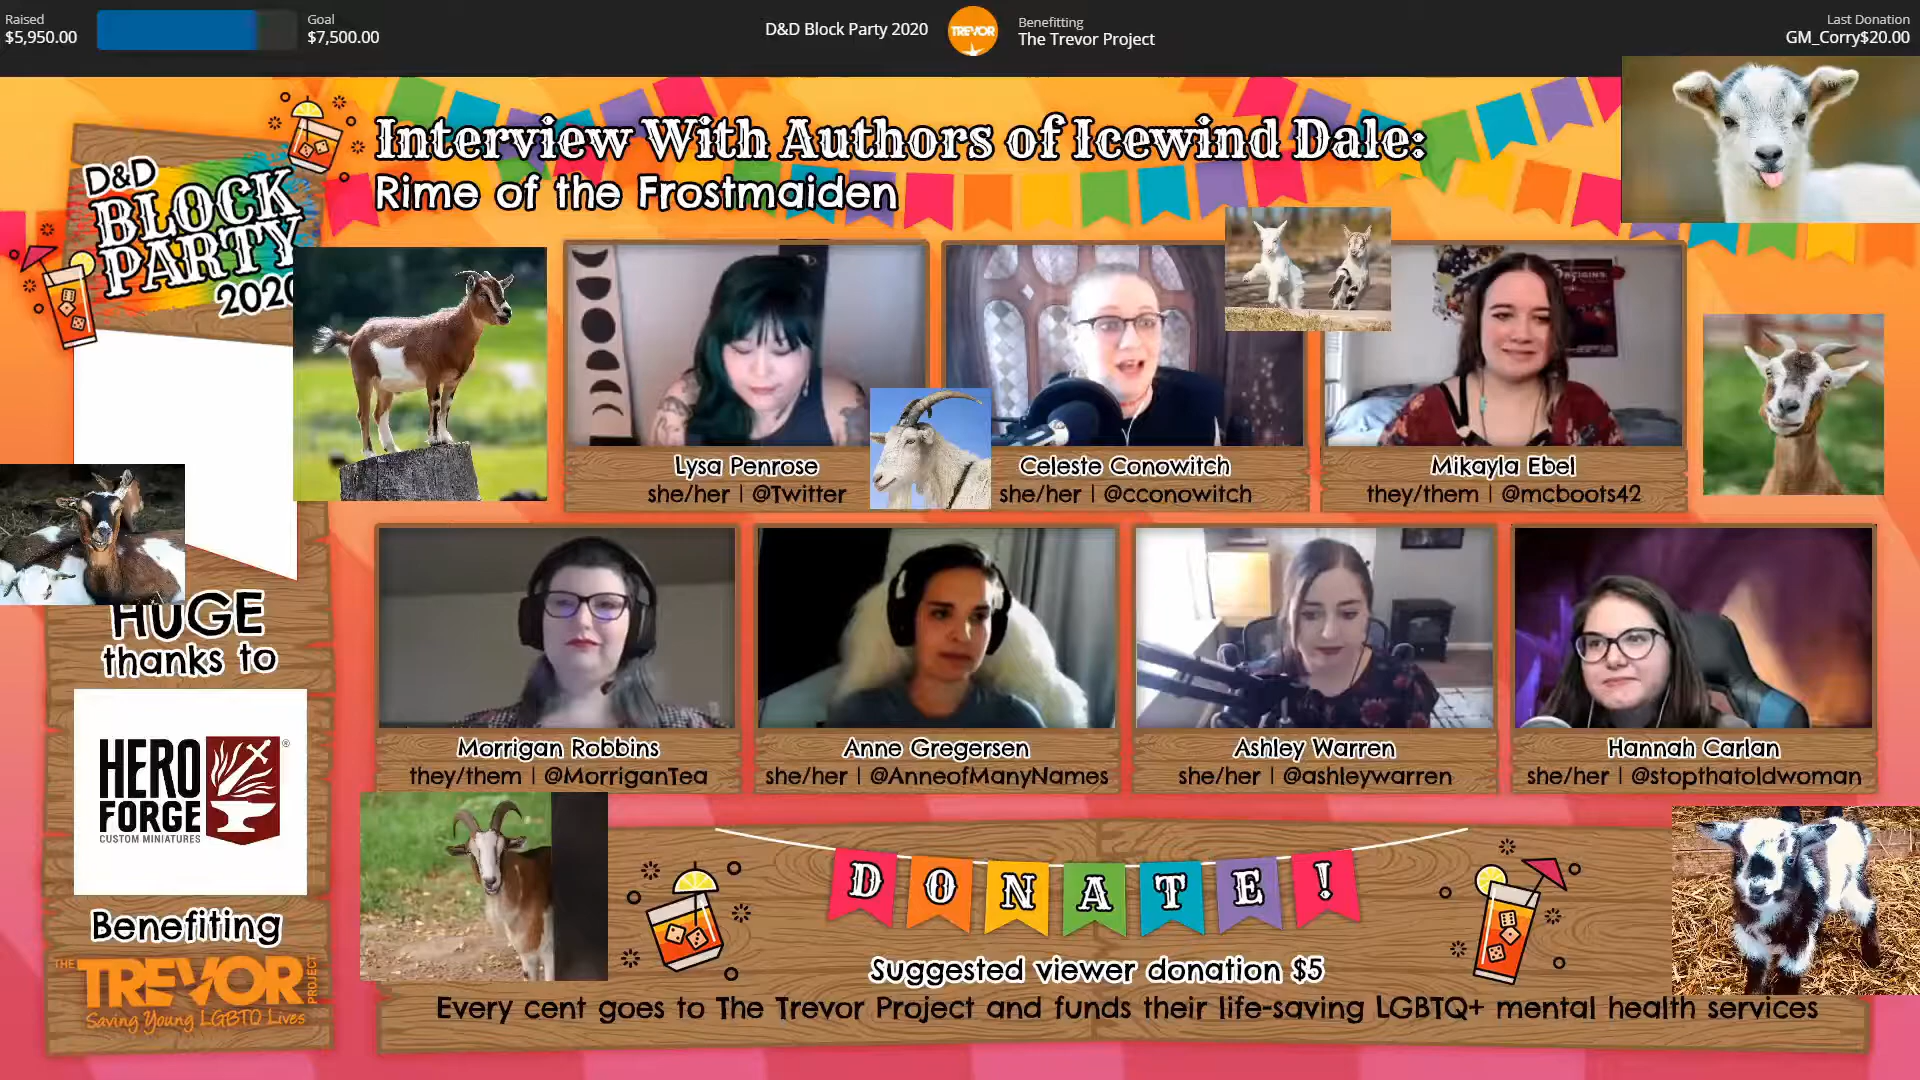 Raised
$5,950.00
Goal
$7,500.00
D&D Block Party 2020
TREVOR
Benefitting
The Trevor Project
Last Donation
GM_Corry$20.00
D&D
BLOCK
PARTY
2020
Interview With Authors of Icewind Dale:
Rime of the Frostmaiden
Lysa Penrose
she/her | @Twitter
Celeste Conowitch
she/her | @cconowitch
Mikayla Ebel
they/them | @mcboots42
Morrigan Robbins
they/them | @MorriganTea
Anne Gregersen
she/her | @AnneofManyNames
Ashley Warren
she/her | @ashleywarren
Hannah Carlan
she/her | @stopthatoldwoman
HUGE
thanks to
HERO
FORGE®
CUSTOM MINIATURES
Benefiting
THE
TREVOR
PROJECT
Saving Young LGBTQ Lives
DONATE!
Suggested viewer donation $5
Every cent goes to The Trevor Project and funds their life-saving LGBTQ+ mental health services